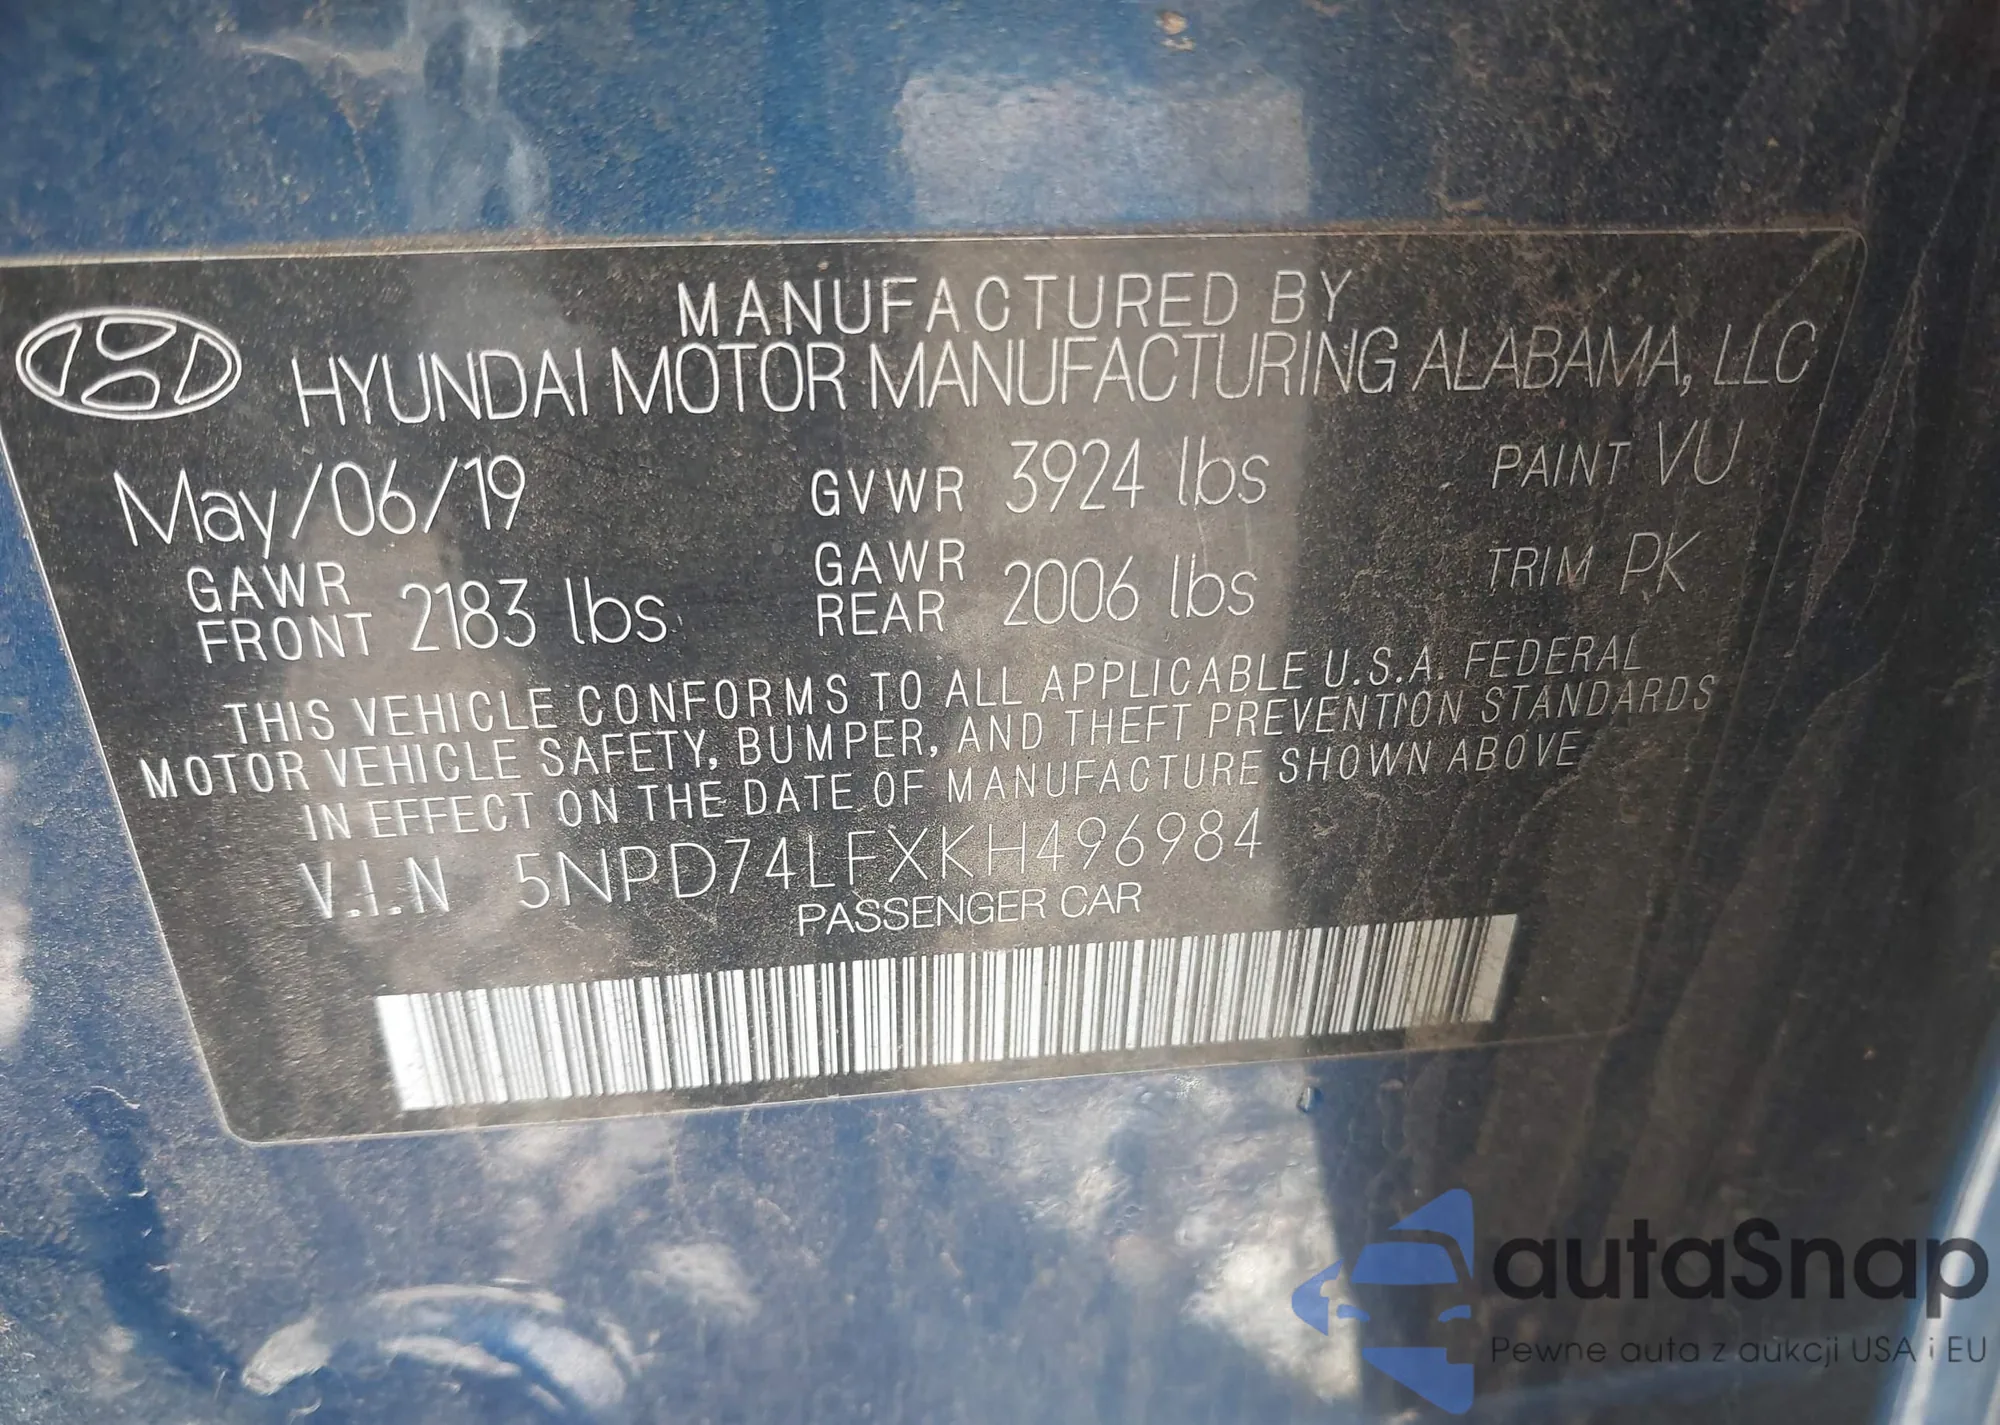 MANUFACTURED BY
HYUNDAI MOTOR MANUFACTURING ALABAMA, LLC
May/06/19 GVWR 3924 lbs PAINT VU
GAWR FRONT 2183 lbs GAWR REAR 2006 lbs TRIM PK
THIS VEHICLE CONFORMS TO ALL APPLICABLE U.S.A. FEDERAL
MOTOR VEHICLE SAFETY, BUMPER, AND THEFT PREVENTION STANDARDS
IN EFFECT ON THE DATE OF MANUFACTURE SHOWN ABOVE
V.I.N 5NPD74LFXKH496984
PASSENGER CAR
autaSnap
Pewne auta z aukcji USA i EU